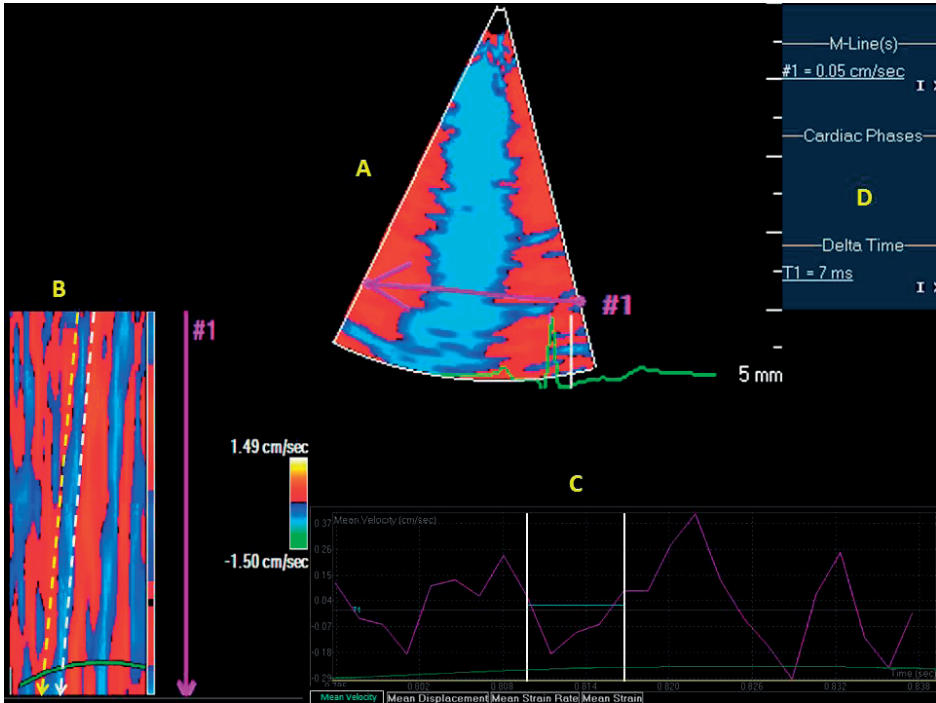 M-Line(s)
#1 = 0.05 cm/sec
I
Cardiac Phases
D
Delta Time
T1 = 7 ms
I
A
#1
5 mm
B
#1
1.49 cm/sec
-1.50 cm/sec
C
Mean Velocity (cm/sec)
0.37
0.26
0.15
0.04
T1
-0.07
-0.18
-0.29
Time (sec)
0.802 0.808 0.814 0.820 0.826 0.832 0.838
Mean Velocity Mean Displacement Mean Strain Rate Mean Strain